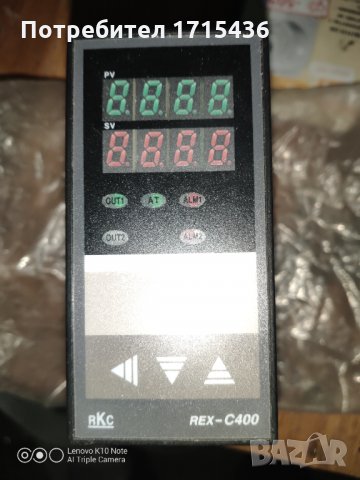 Потребител 1715436
PV
8.8.8.8.
SV
8.8.8.8.
OUT1 AT ALM1
OUT2 ALM2
RKC REX-C400
Lenovo K10 Note
AI Triple Camera
BAZAR